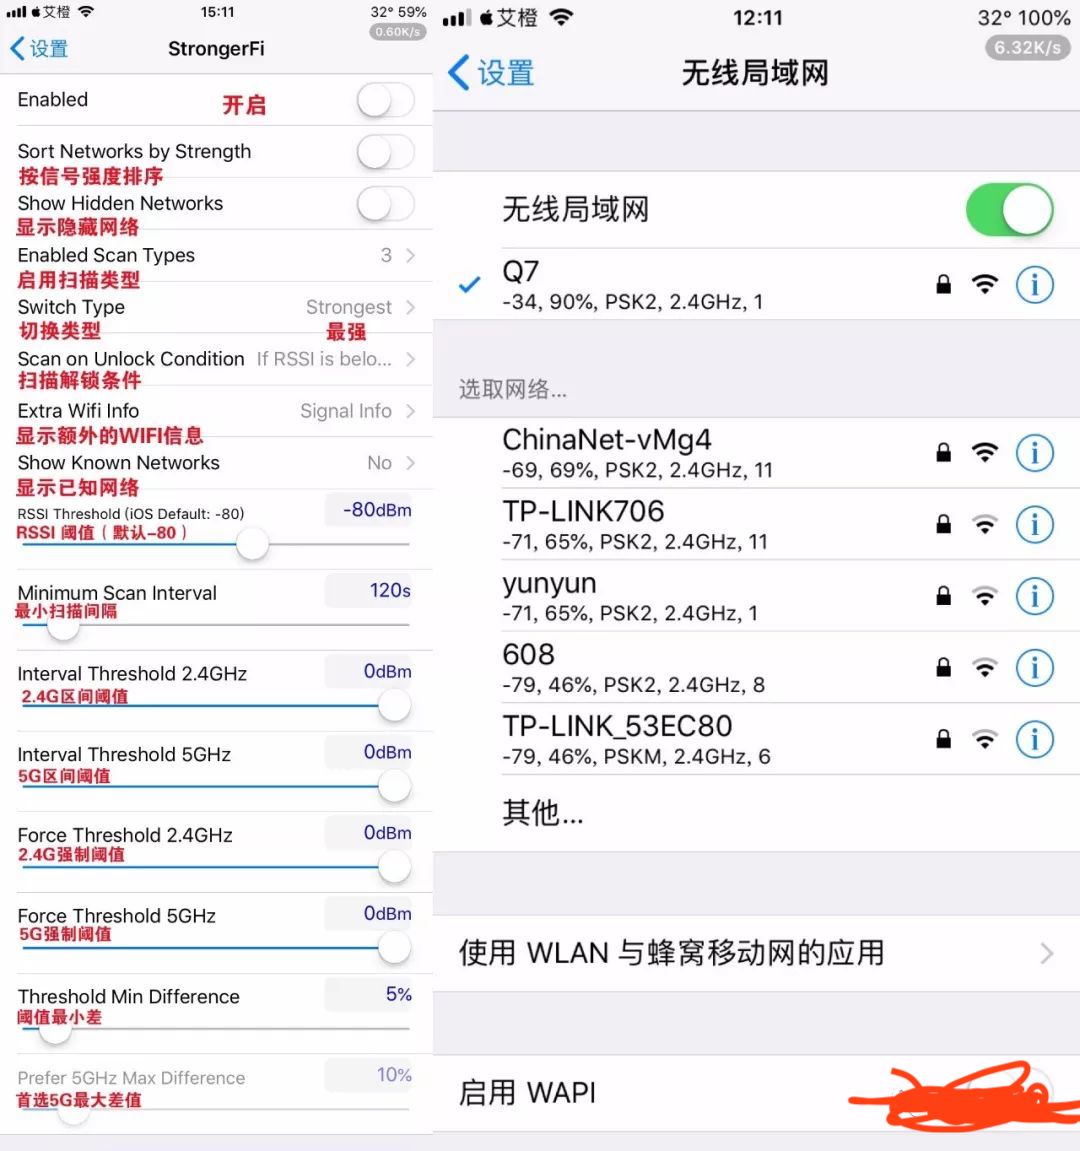 艾橙
15:11
32° 59%
0.60K/s
设置
StrongerFi
Enabled
开启
Sort Networks by Strength
按信号强度排序
Show Hidden Networks
显示隐藏网络
Enabled Scan Types
3
启用扫描类型
Switch Type
Strongest
切换类型
最强
Scan on Unlock Condition
If RSSI is belo...
扫描解锁条件
Extra Wifi Info
Signal Info
显示额外的WIFI信息
Show Known Networks
No
显示已知网络
RSSI Threshold (iOS Default: -80)
-80dBm
RSSI 阈值（默认-80）
Minimum Scan Interval
120s
最小扫描间隔
Interval Threshold 2.4GHz
0dBm
2.4G区间阈值
Interval Threshold 5GHz
0dBm
5G区间阈值
Force Threshold 2.4GHz
0dBm
2.4G强制阈值
Force Threshold 5GHz
0dBm
5G强制阈值
Threshold Min Difference
5%
阈值最小差
Prefer 5GHz Max Difference
10%
首选5G最大差值
艾橙
12:11
32° 100%
6.32K/s
设置
无线局域网
无线局域网
Q7
-34, 90%, PSK2, 2.4GHz, 1
选取网络...
ChinaNet-vMg4
-69, 69%, PSK2, 2.4GHz, 11
TP-LINK706
-71, 65%, PSK2, 2.4GHz, 11
yunyun
-71, 65%, PSK2, 2.4GHz, 1
608
-79, 46%, PSK2, 2.4GHz, 8
TP-LINK_53EC80
-79, 46%, PSKM, 2.4GHz, 6
其他...
使用 WLAN 与蜂窝移动网的应用
启用 WAPI